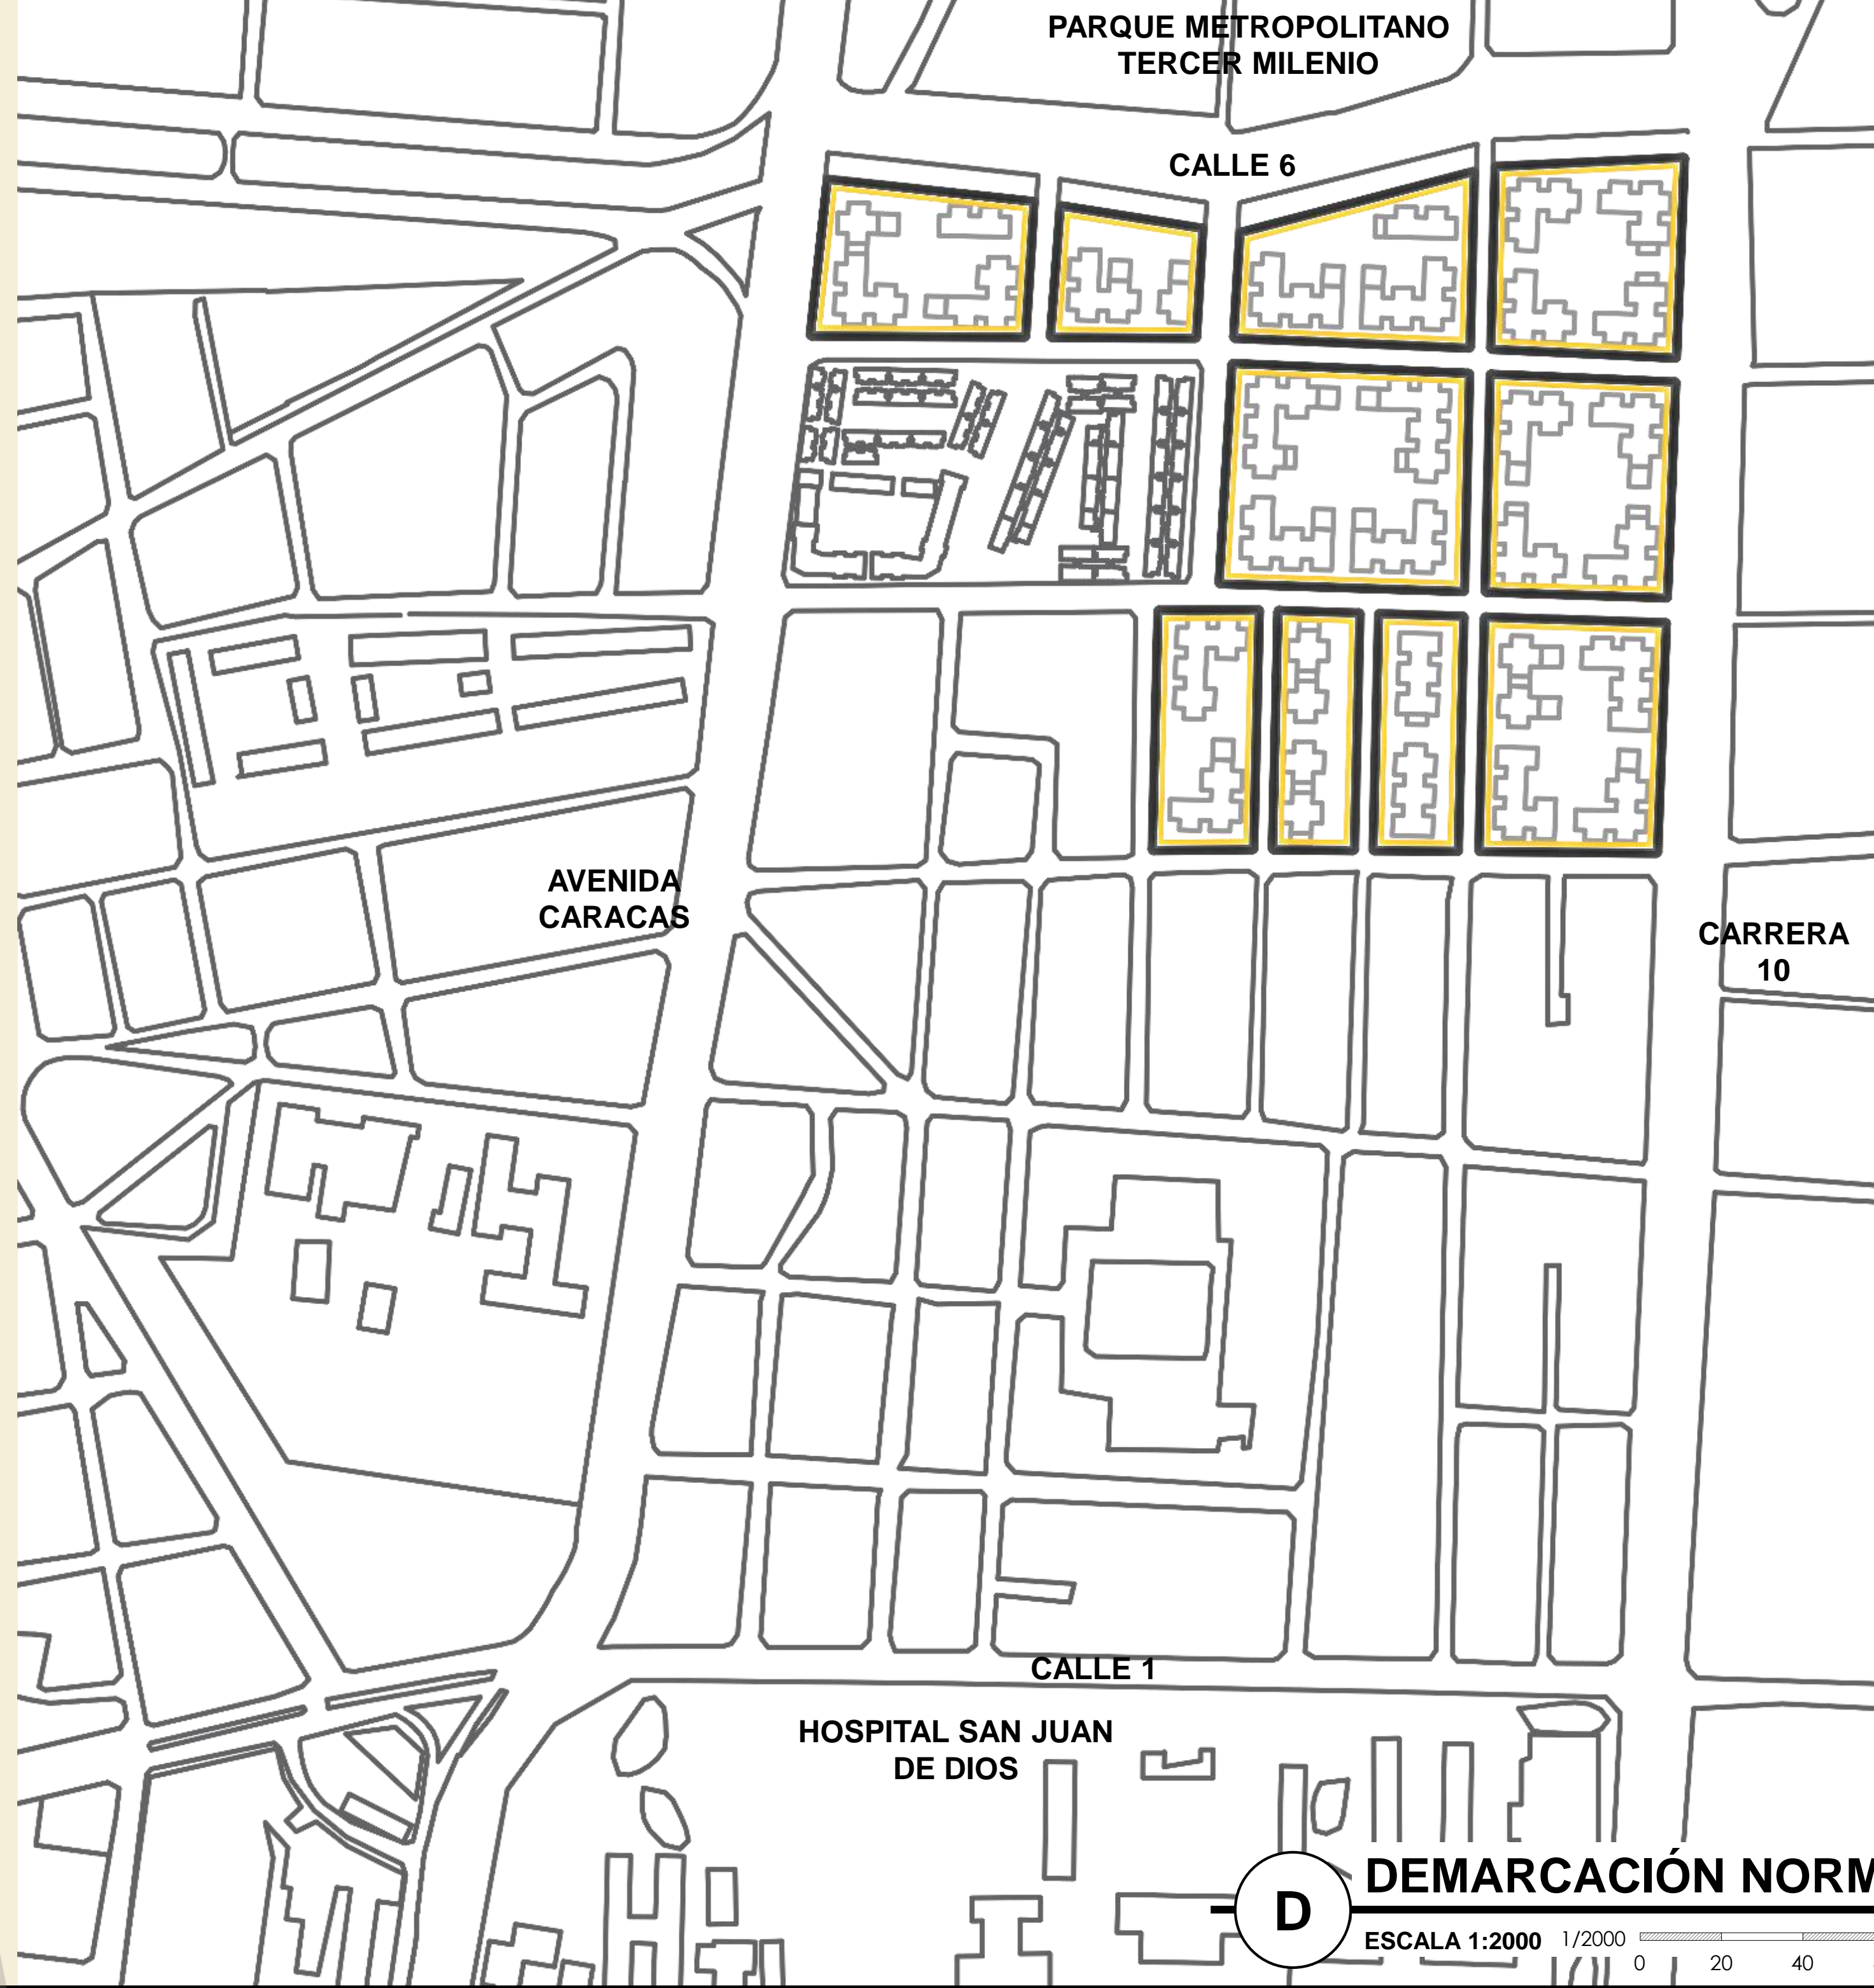 PARQUE METROPOLITANO
TERCER MILENIO
CALLE 6
AVENIDA
CARACAS
CARRERA
10
CALLE 1
HOSPITAL SAN JUAN
DE DIOS
D
DEMARCACIÓN NORM
ESCALA 1:2000 1/2000
0 20 40